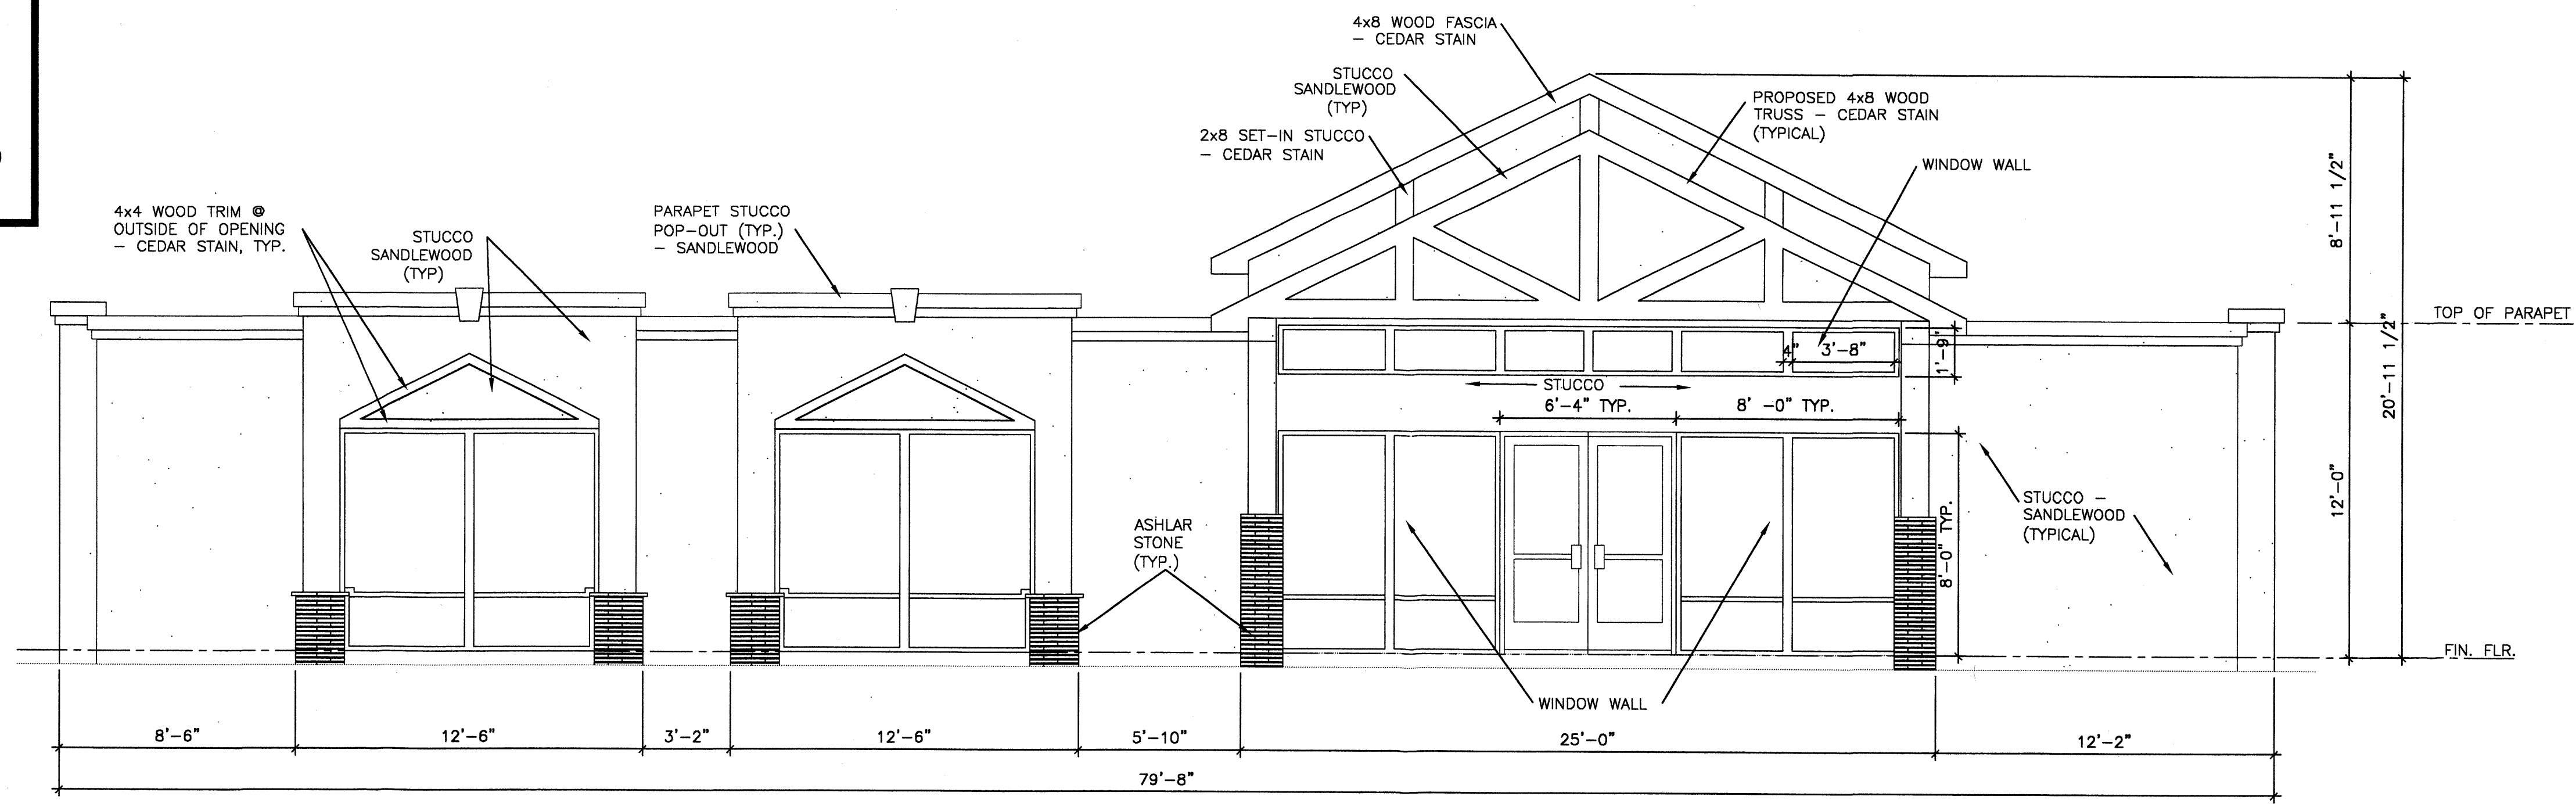 4x8 WOOD FASCIA
– CEDAR STAIN
STUCCO
SANDLEWOOD
(TYP)
PROPOSED 4x8 WOOD
TRUSS – CEDAR STAIN
(TYPICAL)
2x8 SET–IN STUCCO
– CEDAR STAIN
WINDOW WALL
4x4 WOOD TRIM @
OUTSIDE OF OPENING
– CEDAR STAIN, TYP.
STUCCO
SANDLEWOOD
(TYP)
PARAPET STUCCO
POP–OUT (TYP.)
– SANDLEWOOD
8'–11 1/2"
20'–11 1/2"
TOP OF PARAPET
4"
3'–8"
1'–9"
STUCCO
6'–4" TYP.
8' –0" TYP.
12'–0"
8'–0" TYP.
STUCCO –
SANDLEWOOD
(TYPICAL)
ASHLAR
STONE
(TYP.)
FIN. FLR.
WINDOW WALL
8'–6"
12'–6"
3'–2"
12'–6"
5'–10"
25'–0"
12'–2"
79'–8"